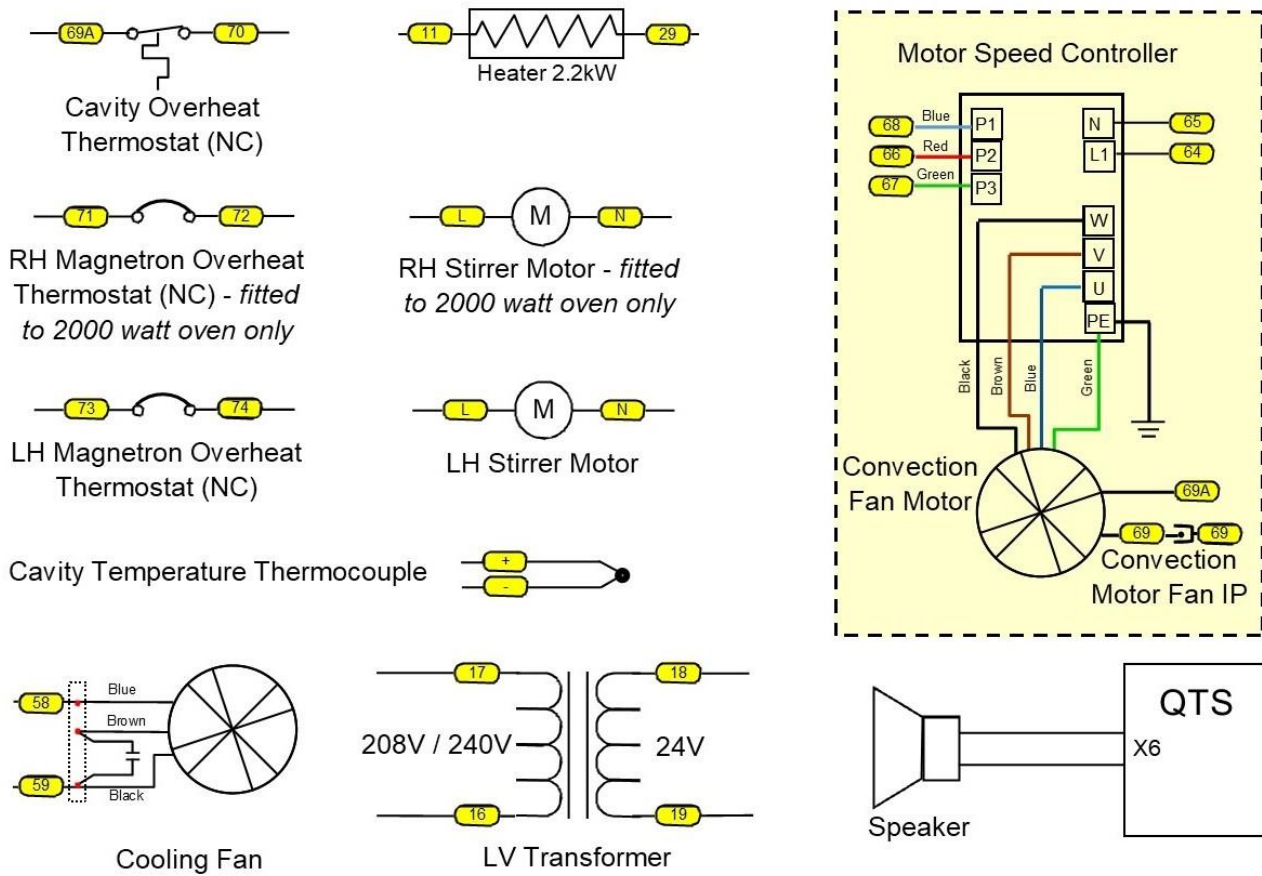 69A
70
Cavity Overheat
Thermostat (NC)
11
29
Heater 2.2kW
71
72
RH Magnetron Overheat
Thermostat (NC) - fitted
to 2000 watt oven only
L
M
N
RH Stirrer Motor - fitted
to 2000 watt oven only
73
74
LH Magnetron Overheat
Thermostat (NC)
L
M
N
LH Stirrer Motor
Cavity Temperature Thermocouple
+
-
58
Blue
Brown
59
Black
Cooling Fan
17
18
208V / 240V
24V
16
19
LV Transformer
Motor Speed Controller
68
Blue
P1
N
65
66
Red
P2
L1
64
67
Green
P3
W
V
U
PE
Black
Brown
Blue
Green
Convection
Fan Motor
69A
69
69
Convection
Motor Fan IP
QTS
X6
Speaker